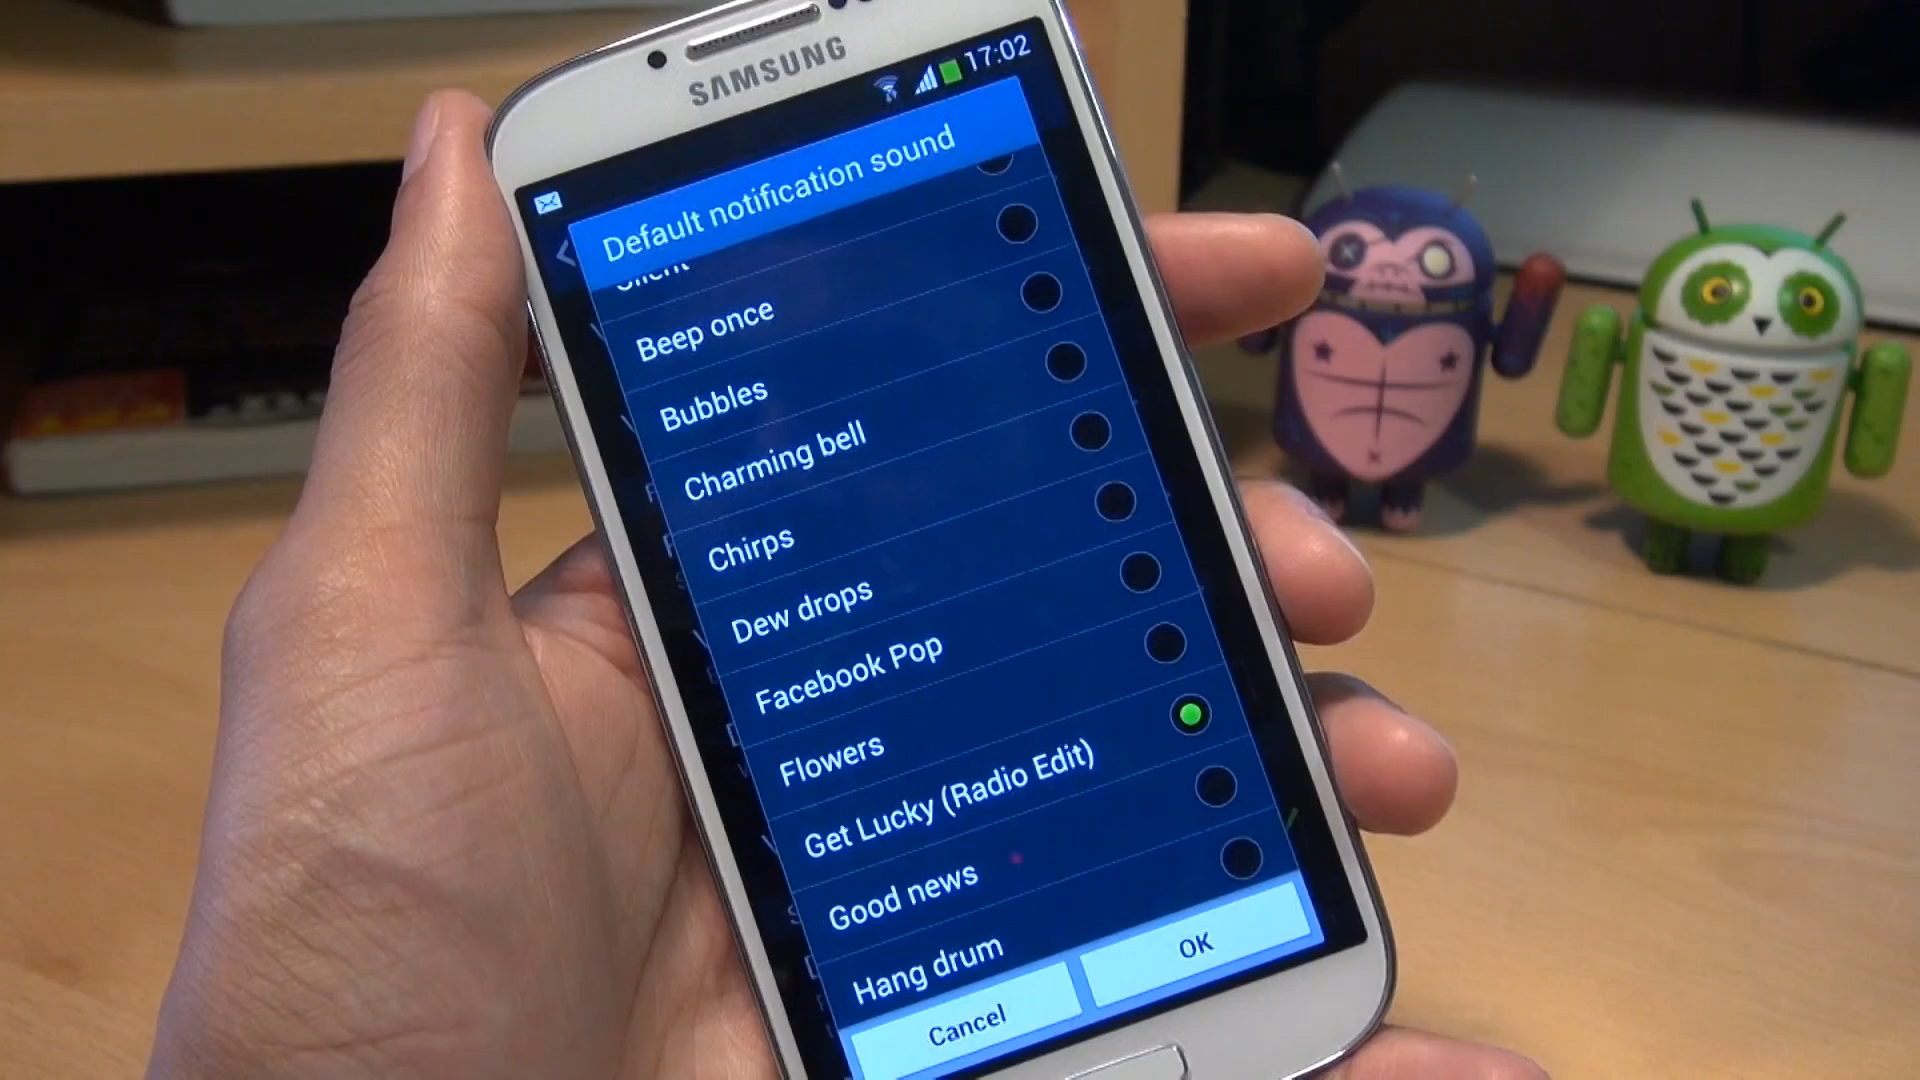 SAMSUNG
17:02
Default notification sound
Silent
Beep once
Bubbles
Charming bell
Chirps
Dew drops
Facebook Pop
Flowers
Get Lucky (Radio Edit)
Good news
Hang drum
Cancel
OK